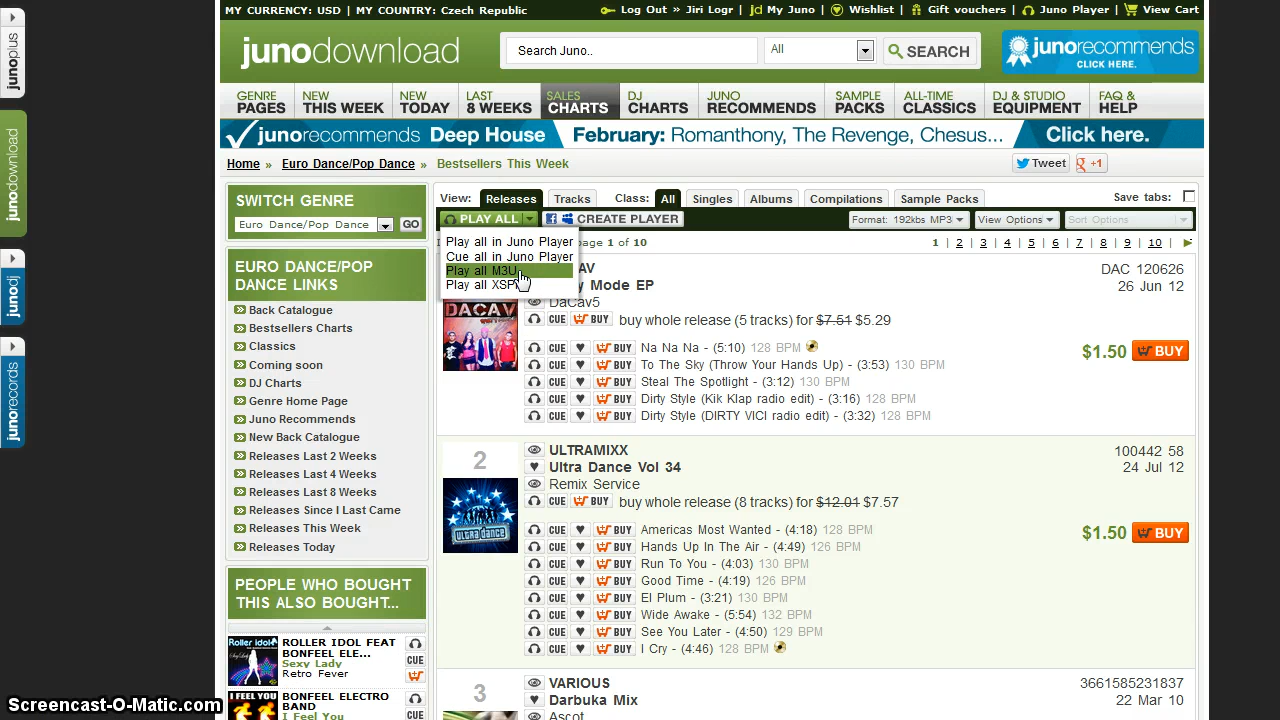 MY CURRENCY: USD | MY COUNTRY: Czech Republic
Log Out » Jiri Logr | jd My Juno | Wishlist | Gift vouchers | Juno Player | View Cart
junodownload
Search Juno..
All
SEARCH
junorecommends
CLICK HERE.
GENRE PAGES
NEW THIS WEEK
NEW TODAY
LAST 8 WEEKS
SALES CHARTS
DJ CHARTS
JUNO RECOMMENDS
SAMPLE PACKS
ALL-TIME CLASSICS
DJ & STUDIO EQUIPMENT
FAQ & HELP
junorecommends Deep House
February: Romanthony, The Revenge, Chesus...
Click here.
Home » Euro Dance/Pop Dance » Bestsellers This Week
Tweet
+1
junoplus
junodownload
junodj
junorecords
SWITCH GENRE
Euro Dance/Pop Dance
GO
EURO DANCE/POP
DANCE LINKS
Back Catalogue
Bestsellers Charts
Classics
Coming soon
DJ Charts
Genre Home Page
Juno Recommends
New Back Catalogue
Releases Last 2 Weeks
Releases Last 4 Weeks
Releases Last 8 Weeks
Releases Since I Last Came
Releases This Week
Releases Today
PEOPLE WHO BOUGHT
THIS ALSO BOUGHT...
ROLLER IDOL FEAT
BONFEEL ELE...
Sexy Lady
Retro Fever
CUE
BONFEEL ELECTRO
BAND
I Feel You
CUE
View: Releases Tracks Class: All Singles Albums Compilations Sample Packs
Save tabs:
PLAY ALL
CREATE PLAYER
Format: 192kbs MP3
View Options
Sort Options
Play all in Juno Player
Cue all in Juno Player
Play all M3U
Play all XSP
page 1 of 10
1 | 2 | 3 | 4 | 5 | 6 | 7 | 8 | 9 | 10 |
AV
Mode EP
DaCav5
DAC 120626
26 Jun 12
DACAV
CUE BUY buy whole release (5 tracks) for $7.51 $5.29
CUE BUY Na Na Na - (5:10) 128 BPM
$1.50 BUY
CUE BUY To The Sky (Throw Your Hands Up) - (3:53) 130 BPM
CUE BUY Steal The Spotlight - (3:12) 130 BPM
CUE BUY Dirty Style (Kik Klap radio edit) - (3:16) 128 BPM
CUE BUY Dirty Style (DIRTY VICI radio edit) - (3:32) 128 BPM
2
ULTRAMIXX
Ultra Dance Vol 34
Remix Service
100442 58
24 Jul 12
ultra dance
CUE BUY buy whole release (8 tracks) for $12.01 $7.57
CUE BUY Americas Most Wanted - (4:18) 128 BPM
$1.50 BUY
CUE BUY Hands Up In The Air - (4:49) 126 BPM
CUE BUY Run To You - (4:03) 130 BPM
CUE BUY Good Time - (4:19) 126 BPM
CUE BUY El Plum - (3:21) 130 BPM
CUE BUY Wide Awake - (5:54) 132 BPM
CUE BUY See You Later - (4:50) 129 BPM
CUE BUY I Cry - (4:46) 128 BPM
3
VARIOUS
Darbuka Mix
Ascot
3661585231837
22 Mar 10
Screencast-O-Matic.com